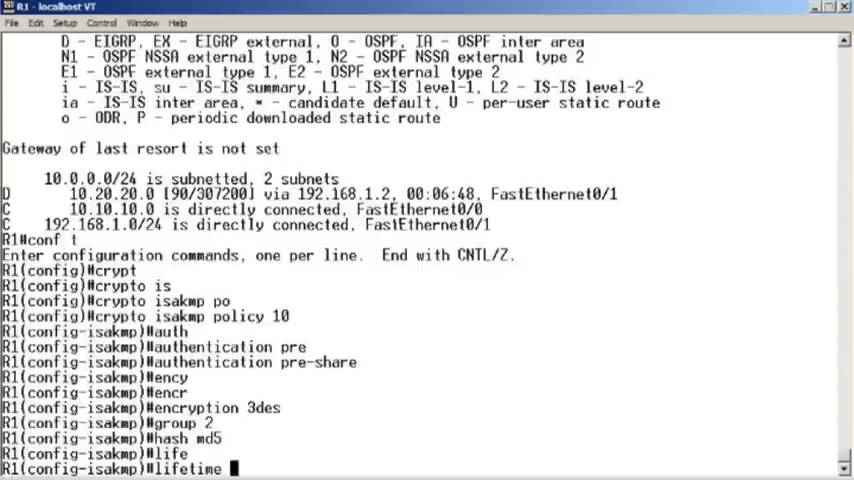 R1 - localhost VT
File Edit Setup Control Window Help
D - EIGRP, EX - EIGRP external, O - OSPF, IA - OSPF inter area
N1 - OSPF NSSA external type 1, N2 - OSPF NSSA external type 2
E1 - OSPF external type 1, E2 - OSPF external type 2
i - IS-IS, su - IS-IS summary, L1 - IS-IS level-1, L2 - IS-IS level-2
ia - IS-IS inter area, * - candidate default, U - per-user static route
o - ODR, P - periodic downloaded static route
Gateway of last resort is not set
10.0.0.0/24 is subnetted, 2 subnets
D 10.20.20.0 [90/307200] via 192.168.1.2, 00:06:48, FastEthernet0/1
C 10.10.10.0 is directly connected, FastEthernet0/0
C 192.168.1.0/24 is directly connected, FastEthernet0/1
R1#conf t
Enter configuration commands, one per line. End with CNTL/Z.
R1(config)#crypt
R1(config)#crypto is
R1(config)#crypto isakmp po
R1(config)#crypto isakmp policy 10
R1(config-isakmp)#auth
R1(config-isakmp)#authentication pre
R1(config-isakmp)#authentication pre-share
R1(config-isakmp)#ency
R1(config-isakmp)#encr
R1(config-isakmp)#encryption 3des
R1(config-isakmp)#group 2
R1(config-isakmp)#hash md5
R1(config-isakmp)#life
R1(config-isakmp)#lifetime